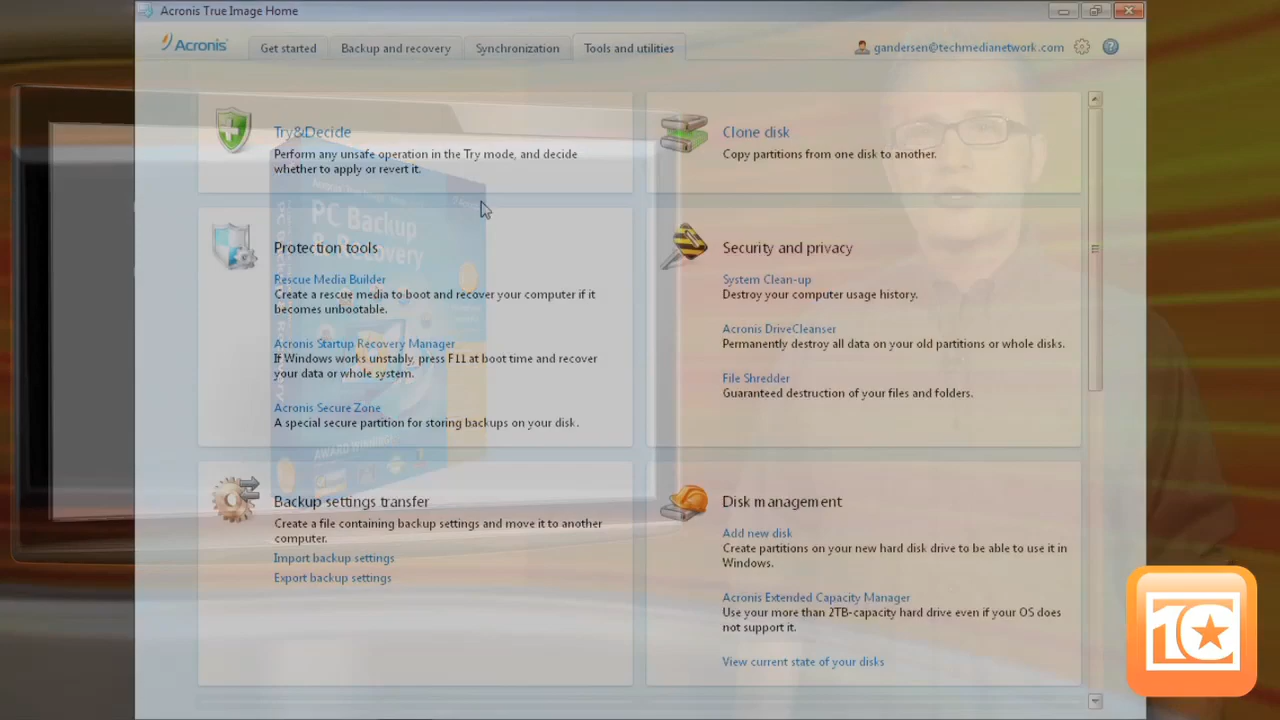 Acronis True Image Home
Acronis
Get started
Backup and recovery
Synchronization
Tools and utilities
gandersen@techmedianetwork.com
Try&Decide
Perform any unsafe operation in the Try mode, and decide
whether to apply or revert it.
Clone disk
Copy partitions from one disk to another.
PC Backup
& Recovery
Protection tools
Rescue Media Builder
Create a rescue media to boot and recover your computer if it
becomes unbootable.
Acronis Startup Recovery Manager
If Windows works unstably, press F11 at boot time and recover
your data or whole system.
Acronis Secure Zone
A special secure partition for storing backups on your disk.
AWARD WINNING
Security and privacy
System Clean-up
Destroy your computer usage history.
Acronis DriveCleanser
Permanently destroy all data on your old partitions or whole disks.
File Shredder
Guaranteed destruction of your files and folders.
Backup settings transfer
Create a file containing backup settings and move it to another
computer.
Import backup settings
Export backup settings
Disk management
Add new disk
Create partitions on your new hard disk drive to be able to use it in
Windows.
Acronis Extended Capacity Manager
Use your more than 2TB-capacity hard drive even if your OS does
not support it.
View current state of your disks